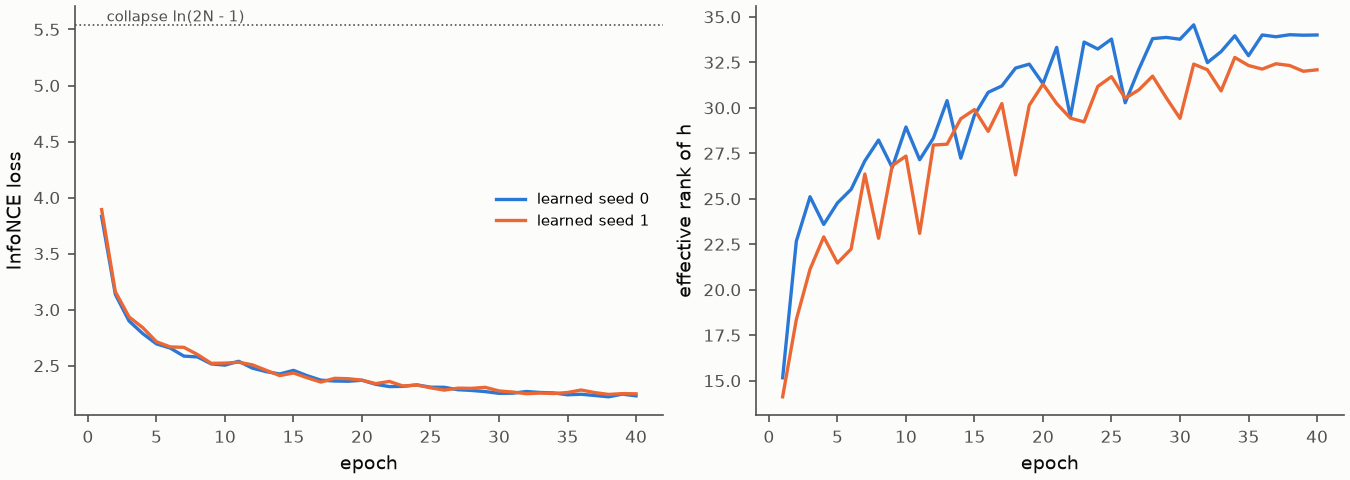 collapse ln(2N - 1)
InfoNCE loss
5.5
5.0
4.5
4.0
3.5
3.0
2.5
learned seed 0
learned seed 1
0 5 10 15 20 25 30 35 40
epoch
effective rank of h
35.0
32.5
30.0
27.5
25.0
22.5
20.0
17.5
15.0
0 5 10 15 20 25 30 35 40
epoch